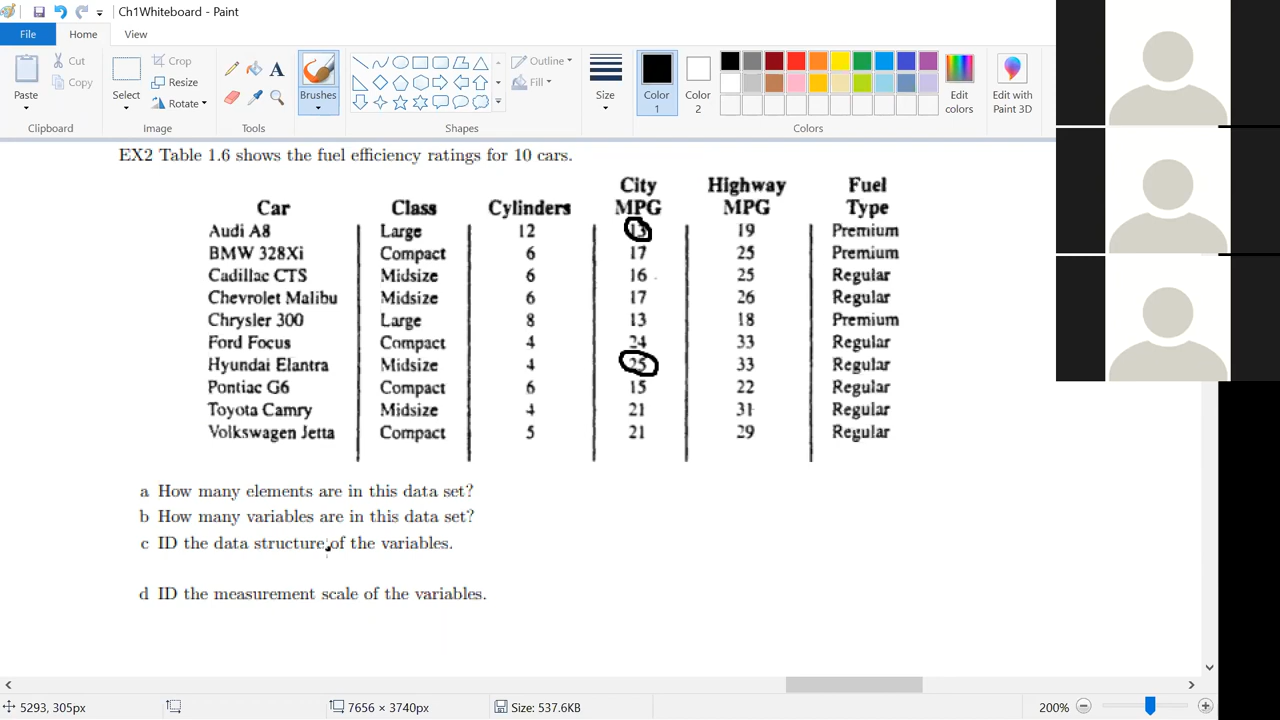 Ch1Whiteboard - Paint
File Home View
Paste Cut Copy Clipboard
Select Crop Resize Rotate Image
Tools
Brushes
Outline Fill Shapes
Size
Color 1 Color 2 Edit colors Colors
Edit with Paint 3D
EX2 Table 1.6 shows the fuel efficiency ratings for 10 cars.
Car Class Cylinders City MPG Highway MPG Fuel Type
Audi A8 Large 12 13 19 Premium
BMW 328Xi Compact 6 17 25 Premium
Cadillac CTS Midsize 6 16 25 Regular
Chevrolet Malibu Midsize 6 17 26 Regular
Chrysler 300 Large 8 13 18 Premium
Ford Focus Compact 4 24 33 Regular
Hyundai Elantra Midsize 4 25 33 Regular
Pontiac G6 Compact 6 15 22 Regular
Toyota Camry Midsize 4 21 31 Regular
Volkswagen Jetta Compact 5 21 29 Regular
a How many elements are in this data set?
b How many variables are in this data set?
c ID the data structure of the variables.
d ID the measurement scale of the variables.
5293, 305px 7656 × 3740px Size: 537.6KB 200%